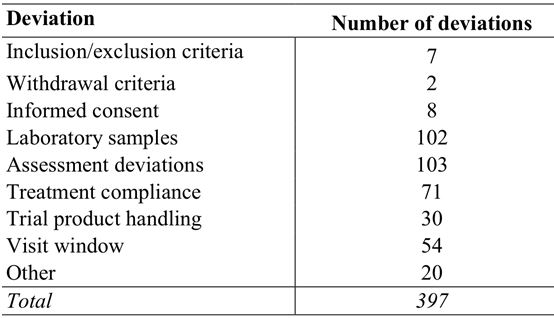 Deviation Number of deviations
Inclusion/exclusion criteria 7
Withdrawal criteria 2
Informed consent 8
Laboratory samples 102
Assessment deviations 103
Treatment compliance 71
Trial product handling 30
Visit window 54
Other 20
Total 397